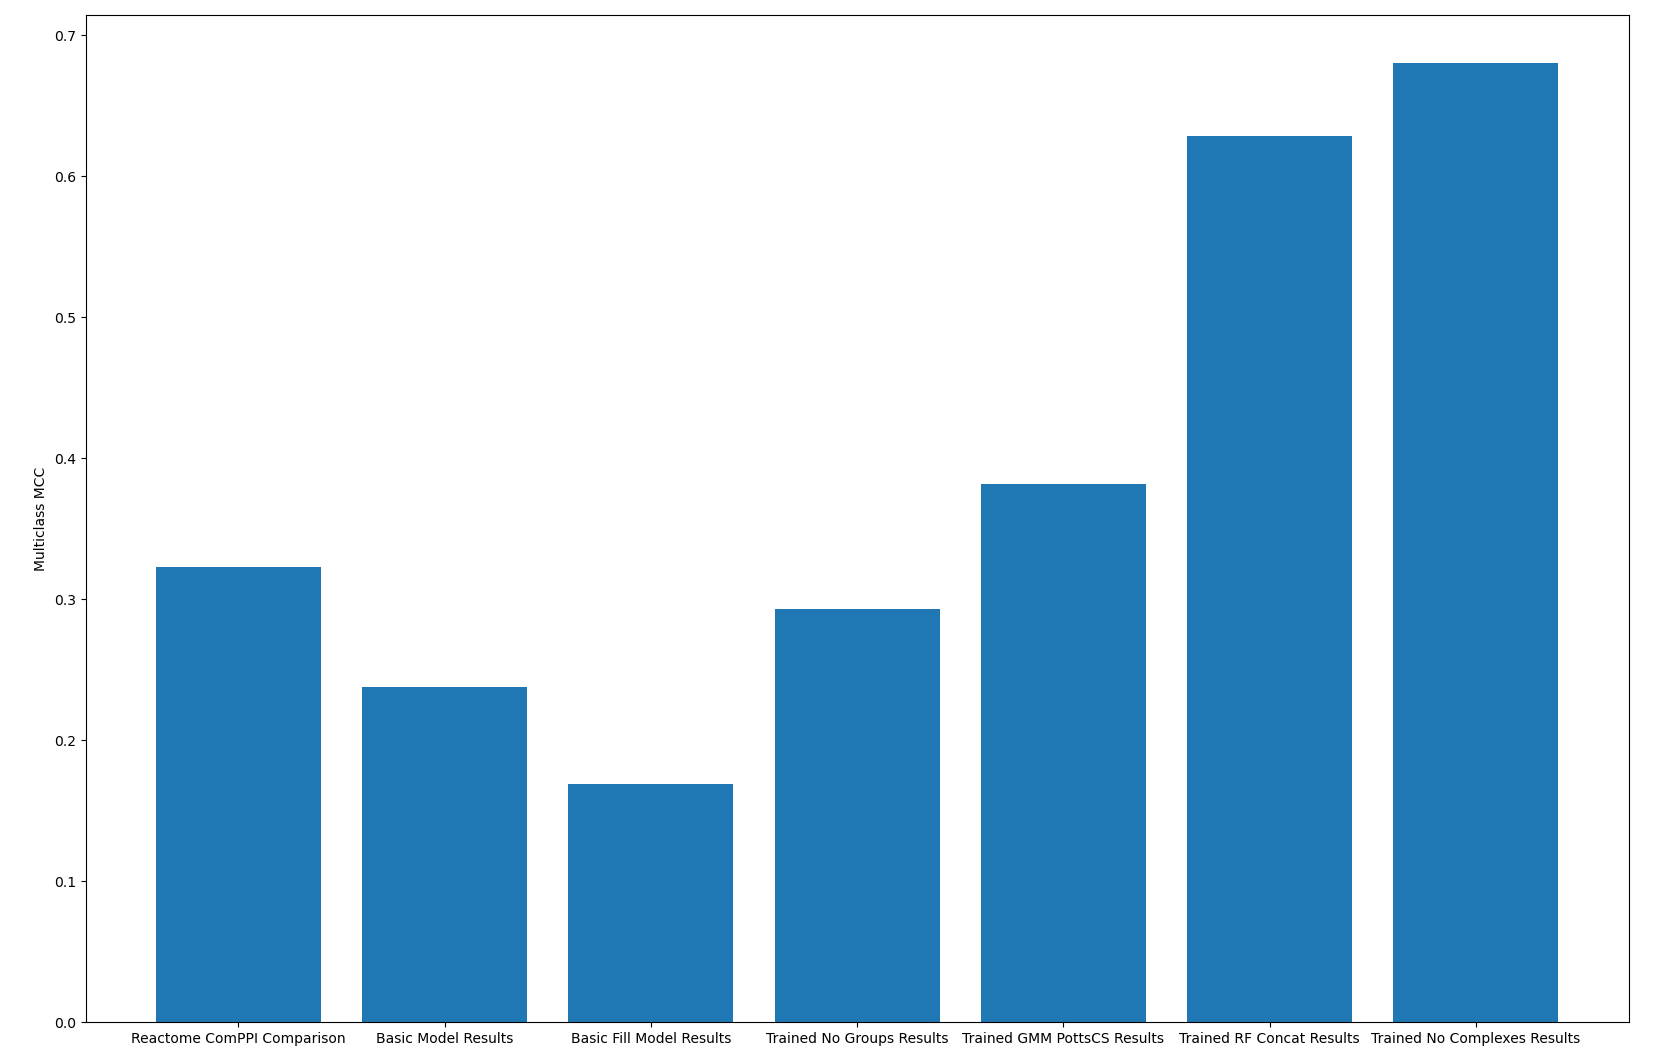 0.7
0.6
0.5
0.4
0.3
0.2
0.1
0.0
Multiclass MCC
Reactome ComPPI Comparison
Basic Model Results
Basic Fill Model Results
Trained No Groups Results
Trained GMM PottsCS Results
Trained RF Concat Results
Trained No Complexes Results